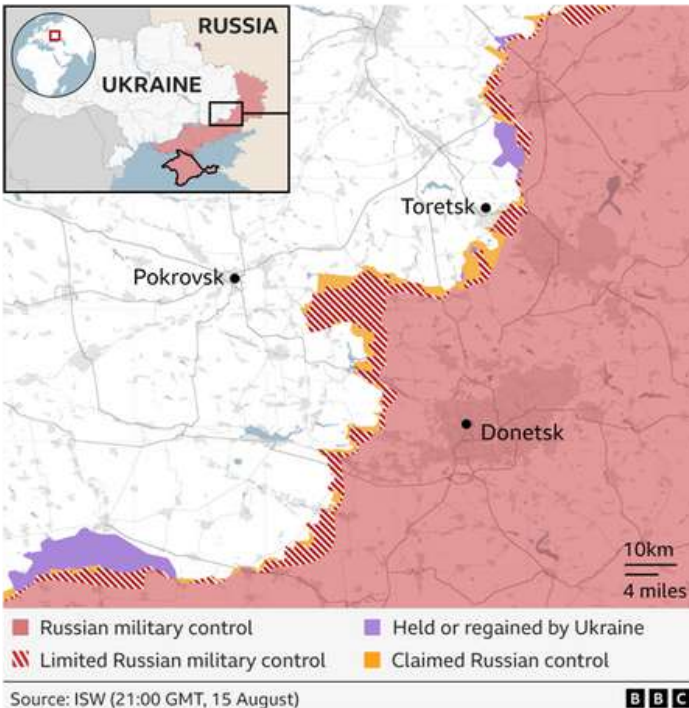 RUSSIA
UKRAINE
Toretsk
Pokrovsk
Donetsk
10km
4 miles
Russian military control
Held or regained by Ukraine
Limited Russian military control
Claimed Russian control
Source: ISW (21:00 GMT, 15 August)
BBC